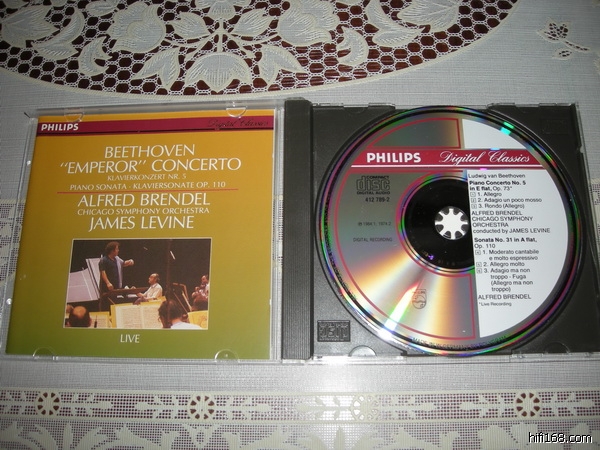 PHILIPS
Digital Classics
BEETHOVEN
"EMPEROR" CONCERTO
KLAVIERKONZERT NR. 5
PIANO SONATA · KLAVIERSONATE OP. 110
ALFRED BRENDEL
CHICAGO SYMPHONY ORCHESTRA
JAMES LEVINE
LIVE
PHILIPS Digital Classics
COMPACT
disc
DIGITAL AUDIO
412 789-2
DIGITAL RECORDING
Ludwig van Beethoven
Piano Concerto No. 5
in E flat, Op. 73*
1. Allegro
2. Adagio un poco mosso
3. Rondo (Allegro)
ALFRED BRENDEL
CHICAGO SYMPHONY
ORCHESTRA
conducted by JAMES LEVINE
Sonata No. 31 in A flat,
Op. 110
1. Moderato cantabile
e molto espressivo
2. Allegro molto
3. Adagio ma non
troppo - Fuga
(Allegro ma non
troppo)
ALFRED BRENDEL
*Live Recording
hifi168.com